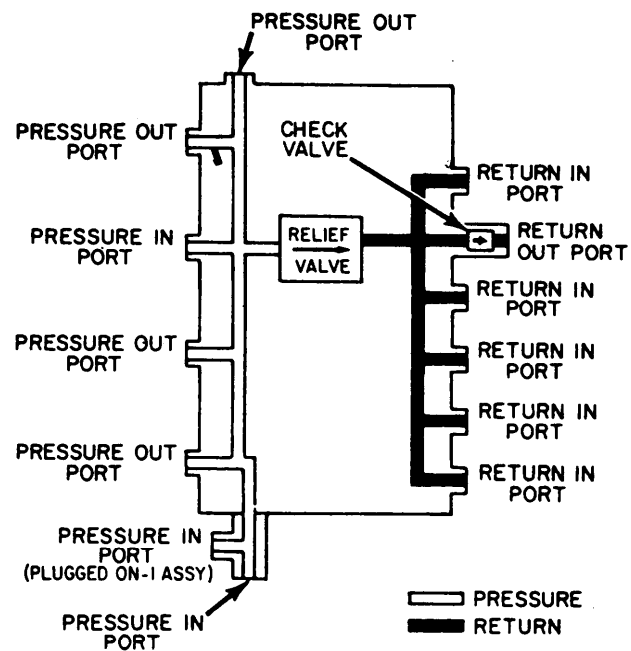 PRESSURE OUT
PORT
PRESSURE OUT
PORT
CHECK
VALVE
RETURN IN
PORT
PRESSURE IN
PORT
RELIEF
VALVE
RETURN
OUT PORT
RETURN IN
PORT
PRESSURE OUT
PORT
RETURN IN
PORT
RETURN IN
PORT
PRESSURE OUT
PORT
RETURN IN
PORT
PRESSURE IN
PORT
(PLUGGED ON-1 ASSY)
PRESSURE IN
PORT
PRESSURE
RETURN